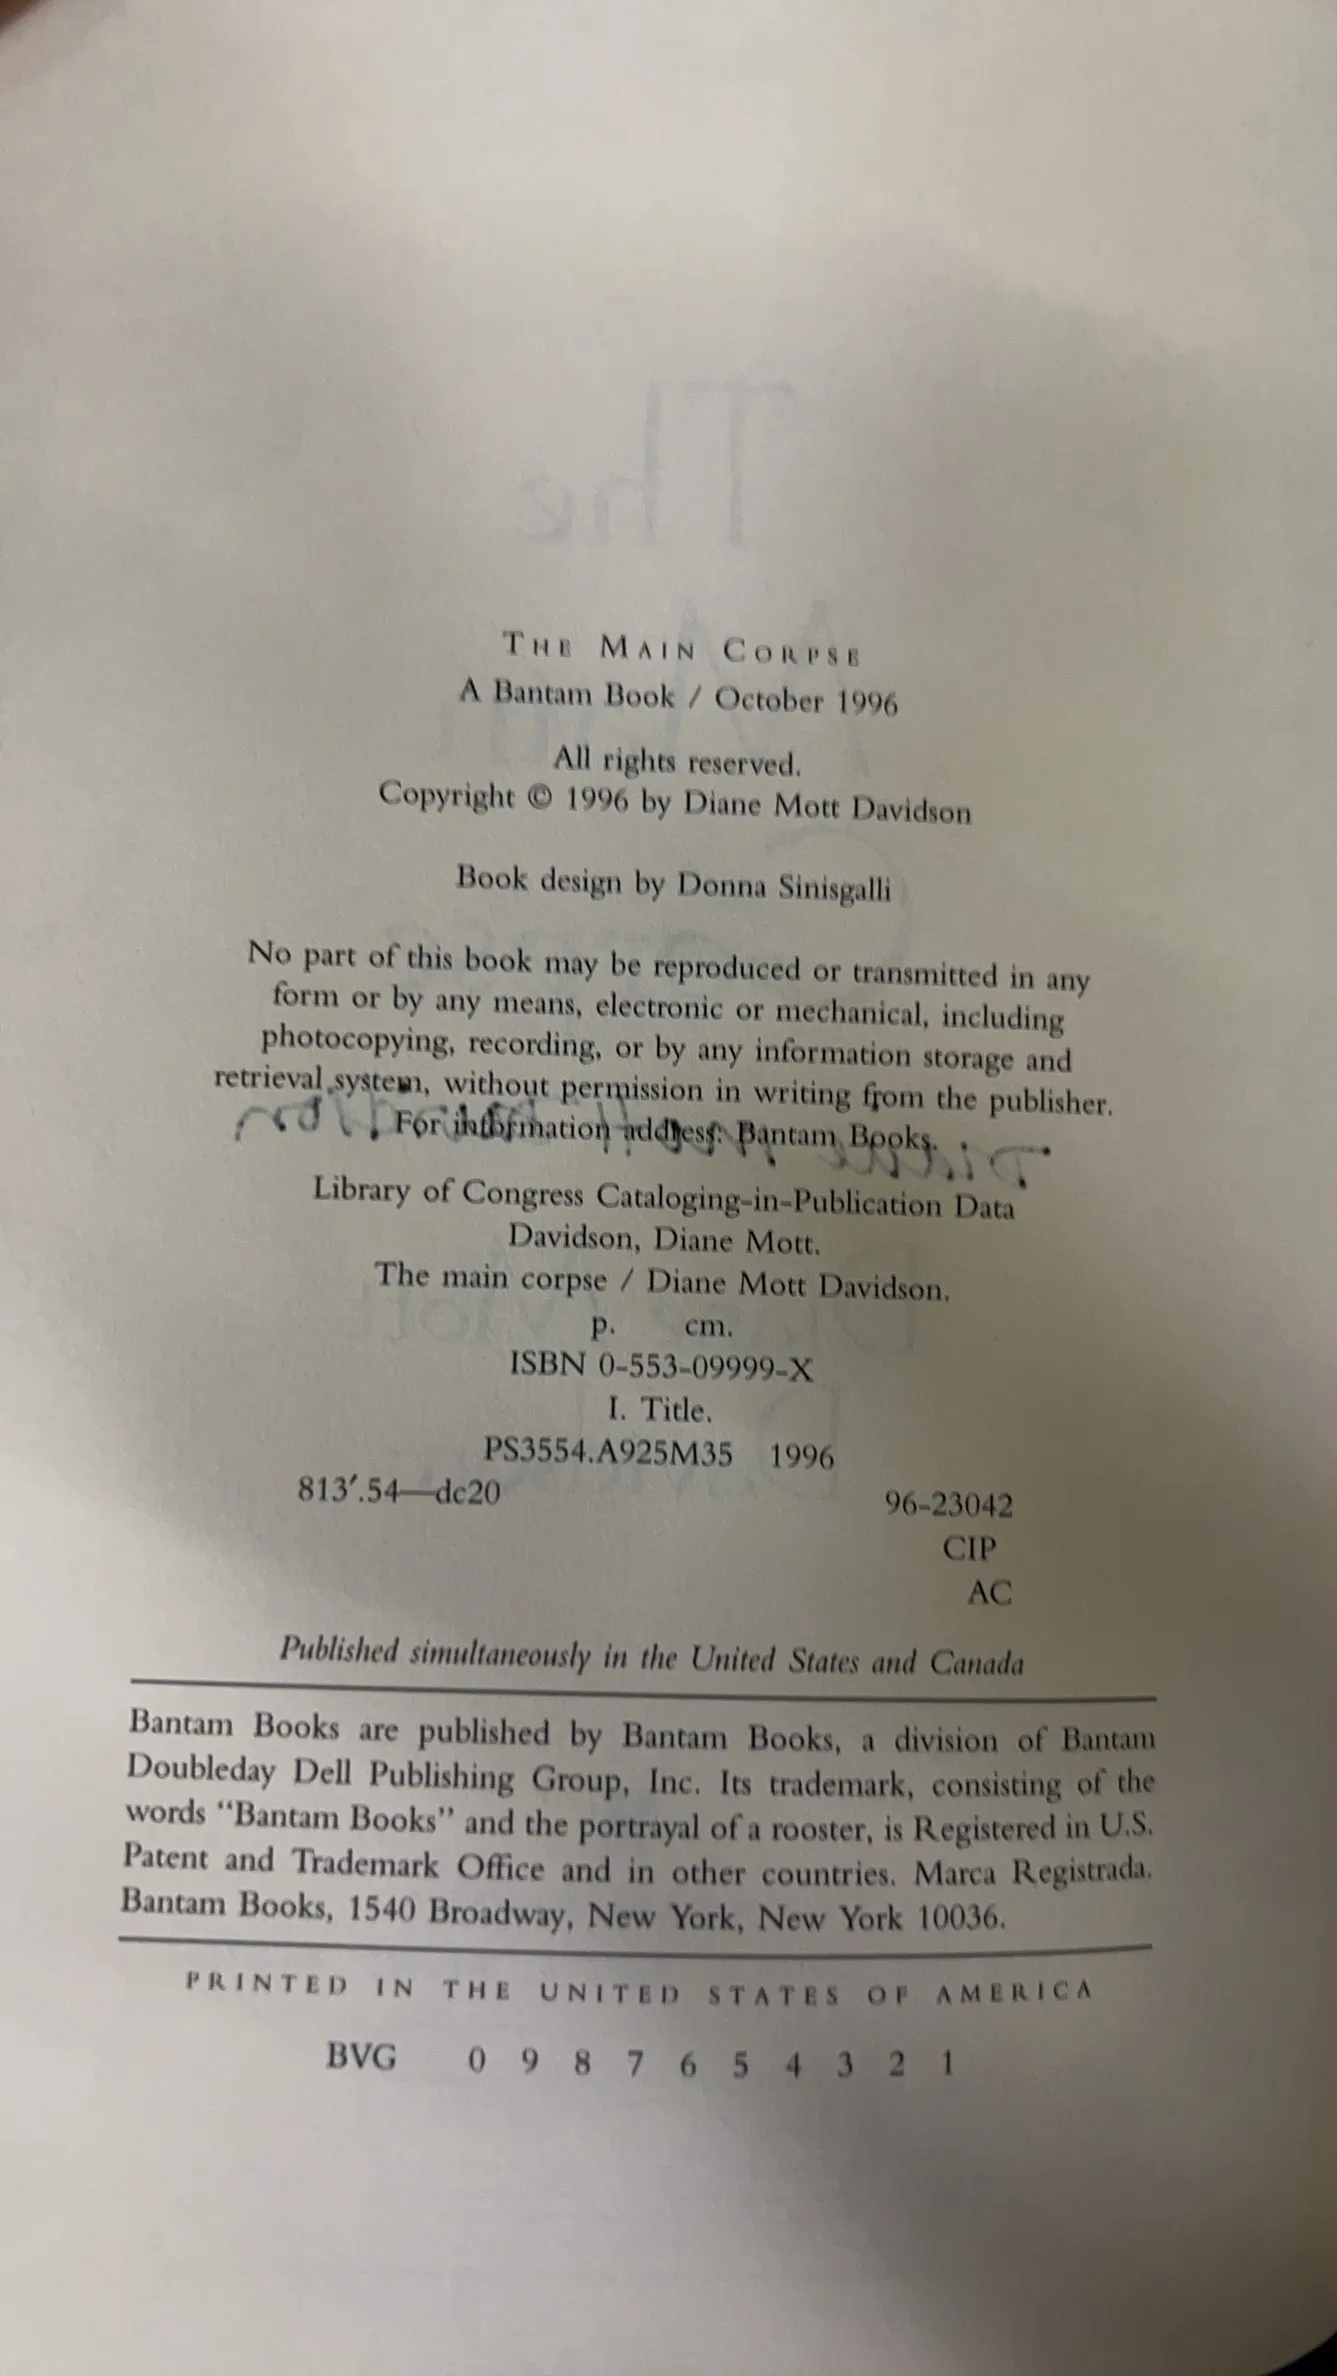 The Main Corpse
A Bantam Book / October 1996
All rights reserved.
Copyright © 1996 by Diane Mott Davidson
Book design by Donna Sinisgalli
No part of this book may be reproduced or transmitted in any
form or by any means, electronic or mechanical, including
photocopying, recording, or by any information storage and
retrieval system, without permission in writing from the publisher.
For information address: Bantam Books.
Library of Congress Cataloging-in-Publication Data
Davidson, Diane Mott.
The main corpse / Diane Mott Davidson.
p. cm.
ISBN 0-553-09999-X
I. Title.
PS3554.A925M35 1996
813′.54—dc20 96-23042
CIP
AC
Published simultaneously in the United States and Canada
Bantam Books are published by Bantam Books, a division of Bantam
Doubleday Dell Publishing Group, Inc. Its trademark, consisting of the
words “Bantam Books” and the portrayal of a rooster, is Registered in U.S.
Patent and Trademark Office and in other countries. Marca Registrada.
Bantam Books, 1540 Broadway, New York, New York 10036.
PRINTED IN THE UNITED STATES OF AMERICA
BVG 0 9 8 7 6 5 4 3 2 1